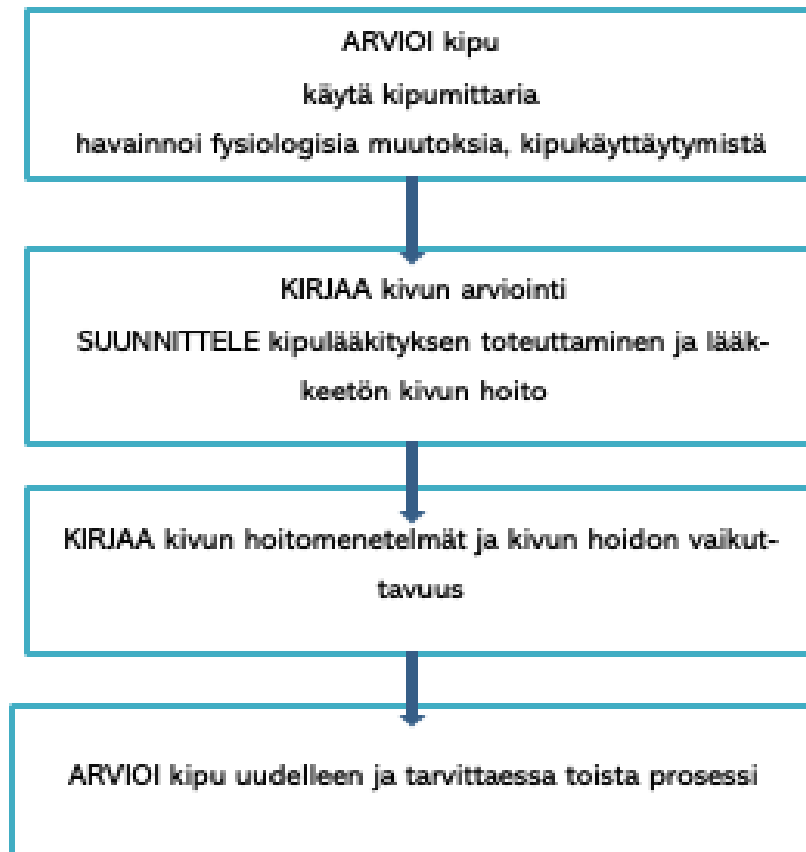 ARVIOI kipu
käytä kipumittaria
havainnoi fysiologisia muutoksia, kipukäyttäytymistä
KIRJAA kivun arviointi
SUUNNITTELE kipulääkityksen toteuttaminen ja lääk-
keetön kivun hoito
KIRJAA kivun hoitomenetelmät ja kivun hoidon vaikut-
tavuus
ARVIOI kipu uudelleen ja tarvittaessa toista prosessi